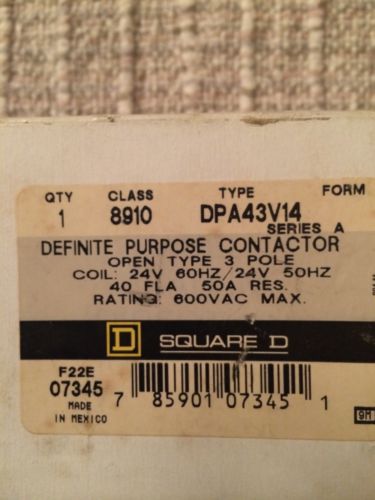 QTY CLASS TYPE FORM
1 8910 DPA43V14
SERIES A
DEFINITE PURPOSE CONTACTOR
OPEN TYPE 3 POLE
COIL: 24V 60HZ/24V 50HZ
40 FLA 50A RES.
RATING: 600VAC MAX.
D SQUARE D
F22E
07345
MADE
IN MEXICO
7 85901 07345 1